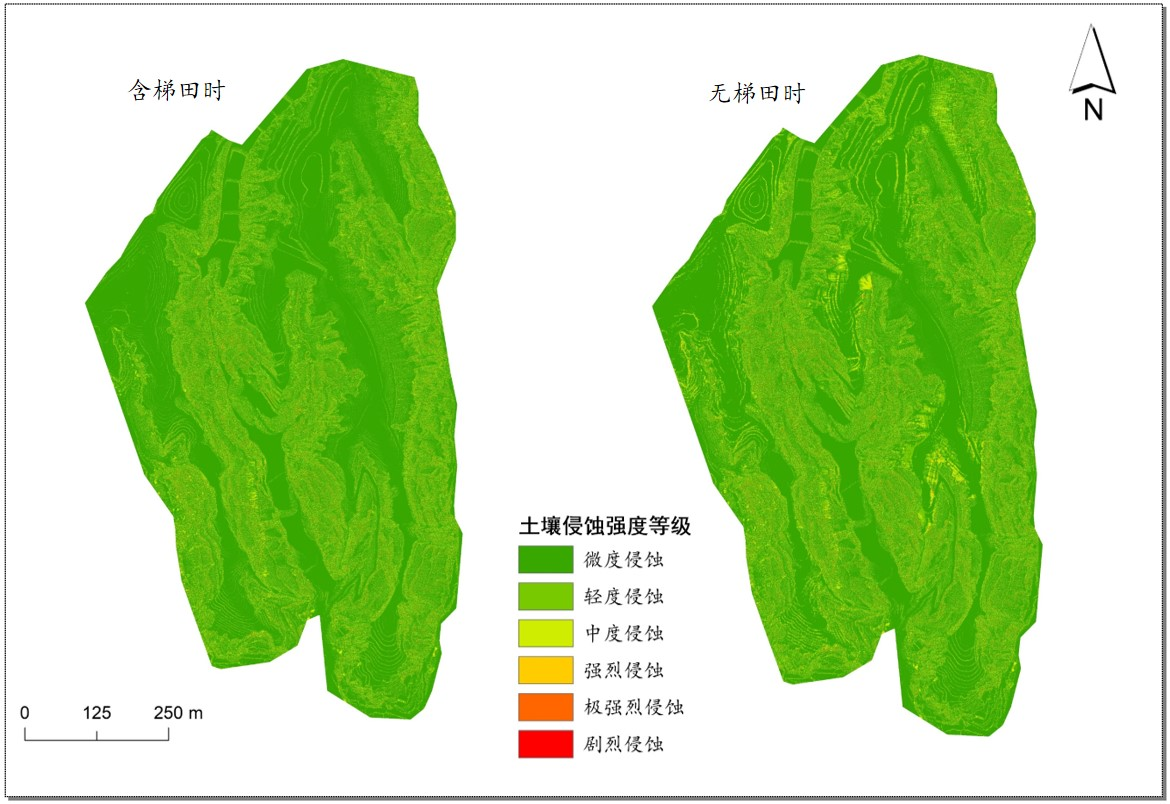 含梯田时
无梯田时
N
土壤侵蚀强度等级
微度侵蚀
轻度侵蚀
中度侵蚀
强烈侵蚀
极强烈侵蚀
剧烈侵蚀
0 125 250 m